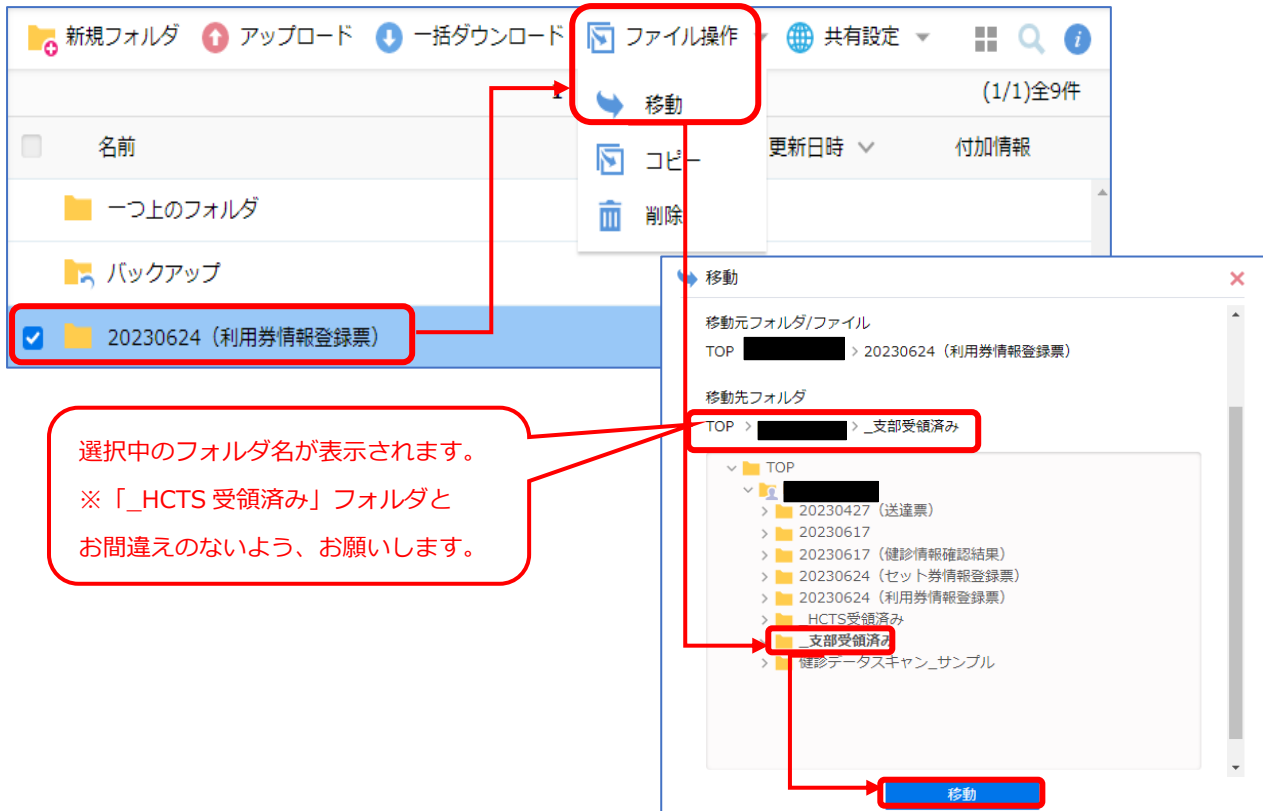 新規フォルダ アップロード 一括ダウンロード ファイル操作 共有設定
(1/1)全9件
移動
名前 更新日時 付加情報
コピー
一つ上のフォルダ
削除
バックアップ
20230624（利用券情報登録票）
移動
移動元フォルダ/ファイル
TOP > 20230624（利用券情報登録票）
移動先フォルダ
TOP > > _支部受領済み
選択中のフォルダ名が表示されます。
※「_HCTS 受領済み」フォルダと
お間違えのないよう、お願いします。
TOP
20230427（送達票）
20230617
20230617（健診情報確認結果）
20230624（セット券情報登録票）
20230624（利用券情報登録票）
_HCTS受領済み
_支部受領済み
健診データスキャン_サンプル
移動